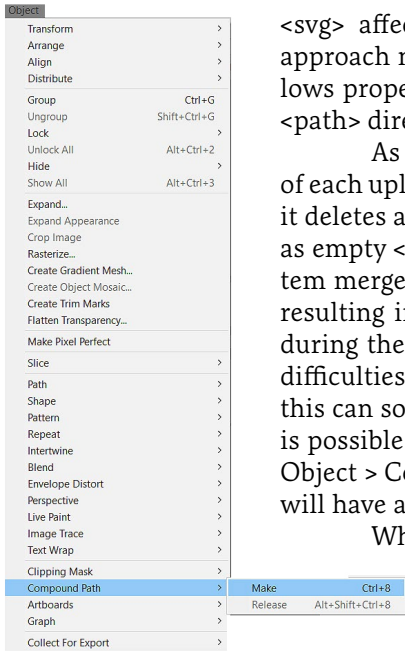 Object
Transform >
Arrange >
Align >
Distribute >
Group Ctrl+G
Ungroup Shift+Ctrl+G
Lock >
Unlock All Alt+Ctrl+2
Hide >
Show All Alt+Ctrl+3
Expand...
Expand Appearance
Crop Image
Rasterize...
Create Gradient Mesh...
Create Object Mosaic...
Create Trim Marks
Flatten Transparency...
Make Pixel Perfect
Slice >
Path >
Shape >
Pattern >
Repeat >
Intertwine >
Blend >
Envelope Distort >
Perspective >
Live Paint >
Image Trace >
Text Wrap >
Clipping Mask >
Compound Path >
Artboards >
Graph >
Collect For Export >
Make Ctrl+8
Release Alt+Shift+Ctrl+8
<svg> affe
approach
lows prope
<path> dire
As
of each upl
it deletes a
as empty <
tem merge
resulting i
during the
difficulties
this can so
is possible
Object > C
will have a
Wh